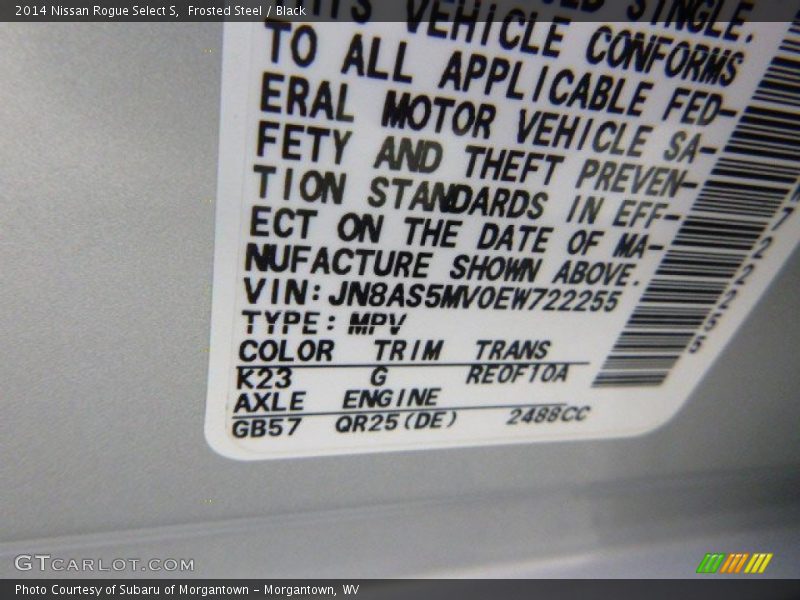 2014 Nissan Rogue Select S,  Frosted Steel / Black
SINGLE.
VEHICLE CONFORMS
TO ALL APPLICABLE FED-
ERAL MOTOR VEHICLE SA-
FETY AND THEFT PREVEN-
TION STANDARDS IN EFF-
ECT ON THE DATE OF MA-
NUFACTURE SHOWN ABOVE.
VIN: JN8AS5MV0EW722255
TYPE: MPV
COLOR TRIM TRANS
K23 G RE0F10A
AXLE ENGINE
GB57 QR25(DE) 2488CC
GTCARLOT.COM
Photo Courtesy of Subaru of Morgantown - Morgantown, WV